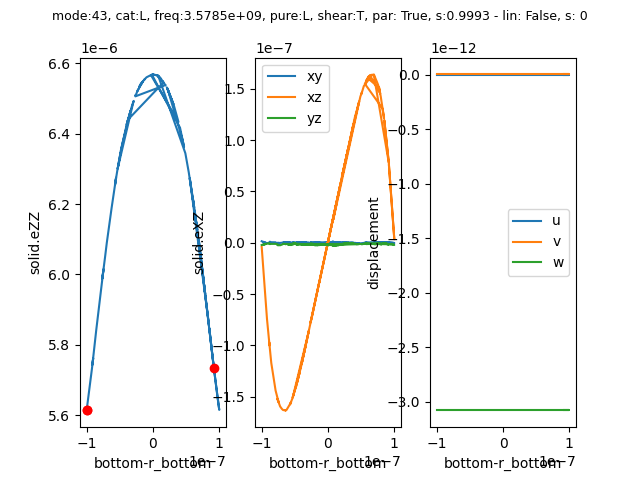 mode:43, cat:L, freq:3.5785e+09, pure:L, shear:T, par: True, s:0.9993 - lin: False, s: 0
1e−6
6.6
6.4
6.2
6.0
5.8
5.6
solid.eZZ
−1
0
1
1e−7
bottom-r_bottom
1e−7
1.5
1.0
0.5
0.0
−0.5
−1.0
−1.5
solid.eXZ
xy
xz
yz
−1
0
1
1e−7
bottom-r_bottom
1e−12
0.0
−0.5
−1.0
−1.5
−2.0
−2.5
−3.0
displacement
u
v
w
−1
0
1
1e−7
bottom-r_bottom